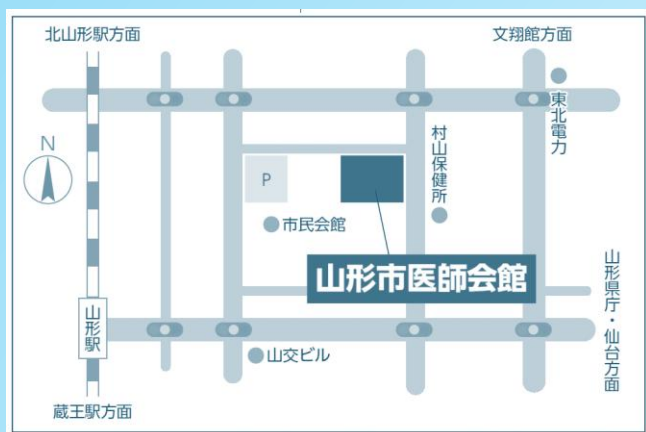 北山形駅方面
文翔館方面
東北電力
N
村山保健所
P
市民会館
山形市医師会館
山形県庁・仙台方面
山形駅
山交ビル
蔵王駅方面